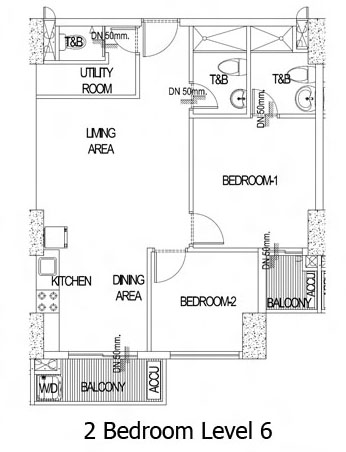 DN 50mm.
T&B
T&B
T&B
UTILITY
ROOM
DN 50mm.
DN 50mm.
LIVING
AREA
BEDROOM-1
DN 50mm.
KITCHEN
DINING
AREA
BEDROOM-2
ACCU
BALCONY
DN 50mm.
W/D
BALCONY
ACCU
2 Bedroom Level 6